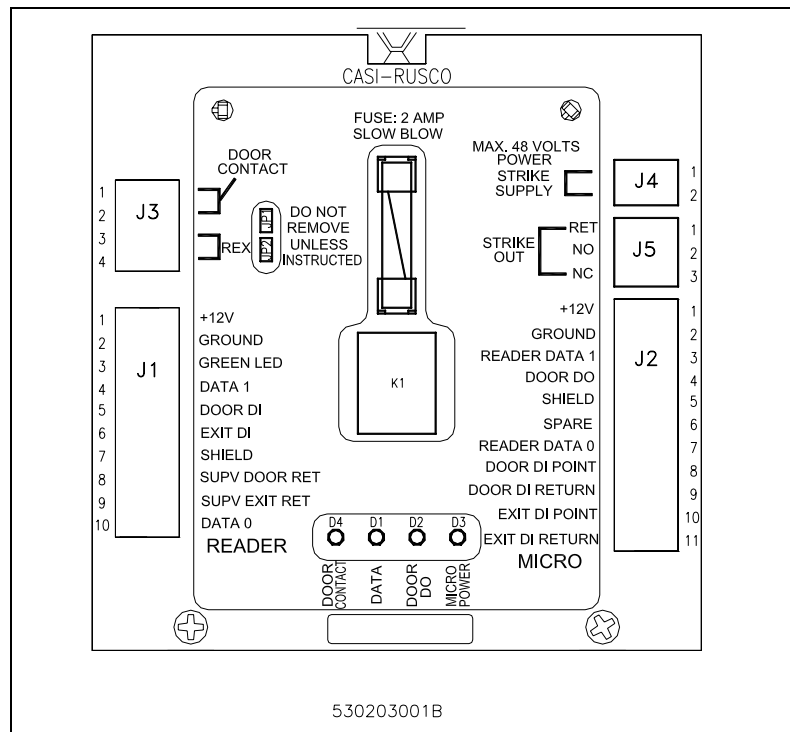 CASI-RUSCO
FUSE: 2 AMP
SLOW BLOW
DOOR
CONTACT
1
2
3
4
J3
REX
JP1
JP2
DO NOT
REMOVE
UNLESS
INSTRUCTED
MAX. 48 VOLTS
POWER
STRIKE
SUPPLY
J4
1
2
STRIKE
OUT
RET
NO
NC
J5
1
2
3
J1
1 +12V
2 GROUND
3 GREEN LED
4 DATA 1
5 DOOR DI
6 EXIT DI
7 SHIELD
8 SUPV DOOR RET
9 SUPV EXIT RET
10 DATA 0
READER
K1
J2
+12V 1
GROUND 2
READER DATA 1 3
DOOR DO 4
SHIELD 5
SPARE 6
READER DATA 0 7
DOOR DI POINT 8
DOOR DI RETURN 9
EXIT DI POINT 10
EXIT DI RETURN 11
MICRO
D4 D1 D2 D3
DOOR
CONTACT
DATA
DOOR
DO
MICRO
POWER
530203001B